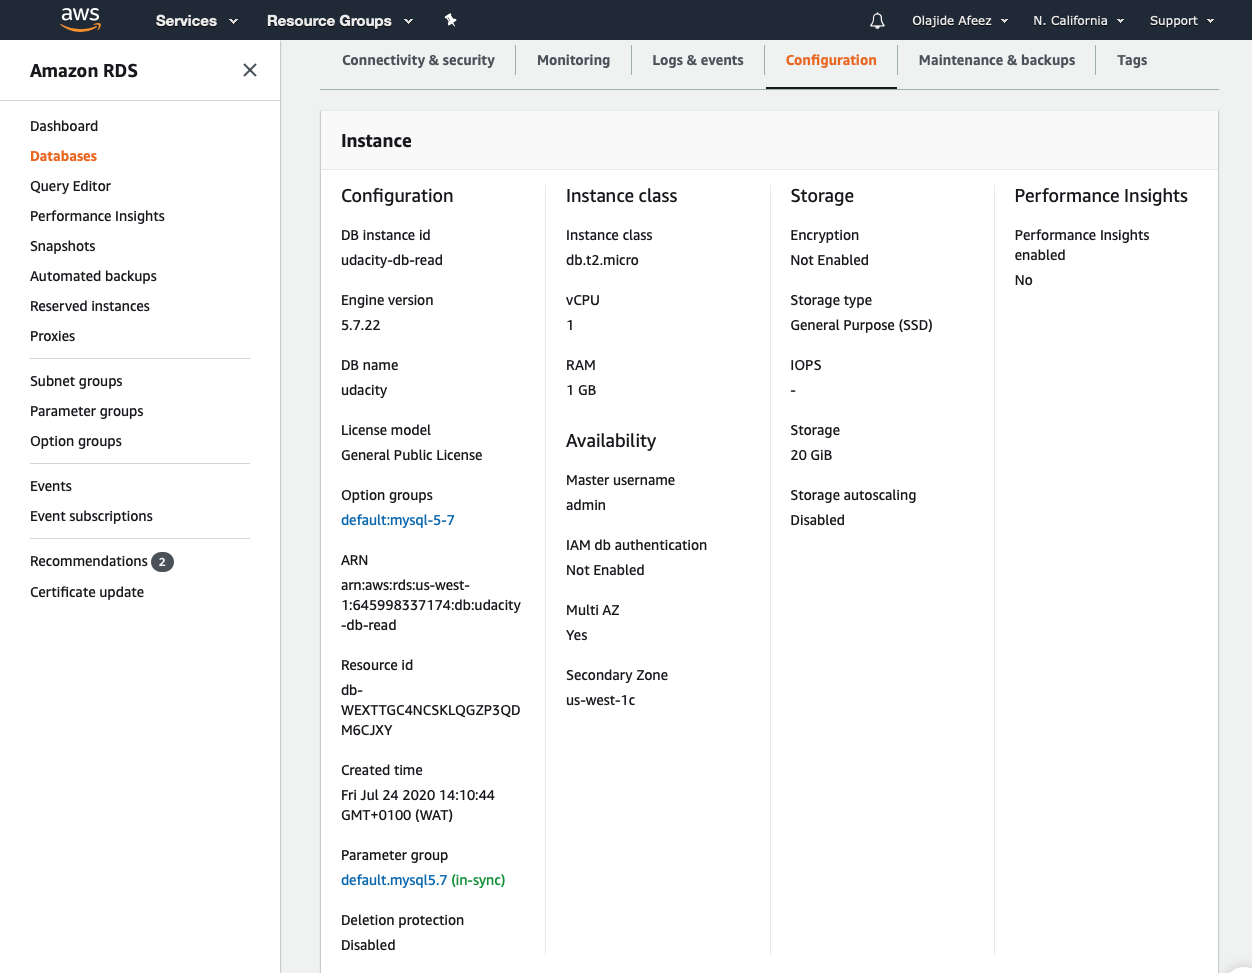 aws Services Resource Groups Olajide Afeez N. California Support
Amazon RDS
Dashboard
Databases
Query Editor
Performance Insights
Snapshots
Automated backups
Reserved instances
Proxies
Subnet groups
Parameter groups
Option groups
Events
Event subscriptions
Recommendations 2
Certificate update
Connectivity & security Monitoring Logs & events Configuration Maintenance & backups Tags
Instance
Configuration
DB instance id
udacity-db-read
Engine version
5.7.22
DB name
udacity
License model
General Public License
Option groups
default:mysql-5-7
ARN
arn:aws:rds:us-west-
1:645998337174:db:udacity
-db-read
Resource id
db-
WEXTTGC4NCSKLQGZP3QD
M6CJXY
Created time
Fri Jul 24 2020 14:10:44
GMT+0100 (WAT)
Parameter group
default.mysql5.7 (in-sync)
Deletion protection
Disabled
Instance class
Instance class
db.t2.micro
vCPU
1
RAM
1 GB
Availability
Master username
admin
IAM db authentication
Not Enabled
Multi AZ
Yes
Secondary Zone
us-west-1c
Storage
Encryption
Not Enabled
Storage type
General Purpose (SSD)
IOPS
-
Storage
20 GiB
Storage autoscaling
Disabled
Performance Insights
Performance Insights
enabled
No